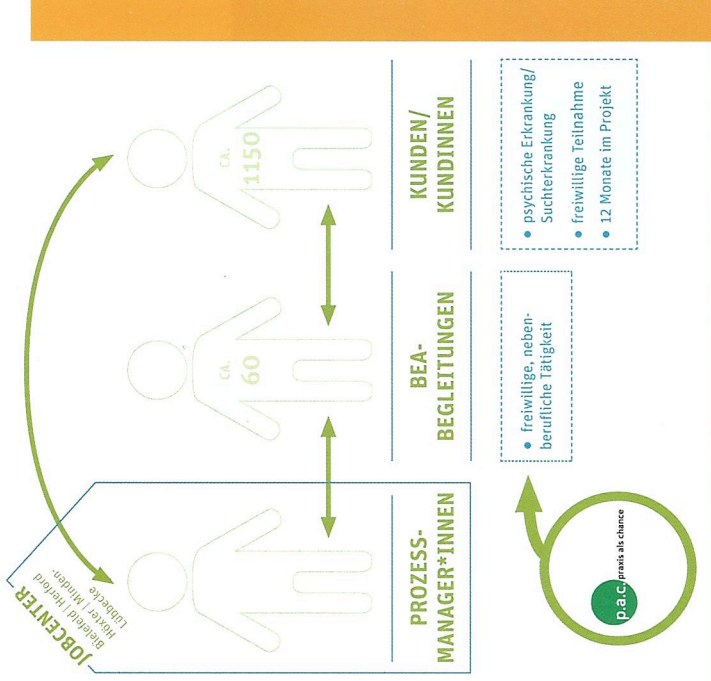 JOBCENTER
Bielefeld | Herford
Höxter | Minden-
Lübbecke
PROZESS-
MANAGER*INNEN
CA.
60
BEA-
BEGLEITUNGEN
• freiwillige, neben-
berufliche Tätigkeit
CA.
1150
KUNDEN/
KUNDINNEN
• psychische Erkrankung/
Suchterkrankung
• freiwillige Teilnahme
• 12 Monate im Projekt
p.a.c. praxis als chance